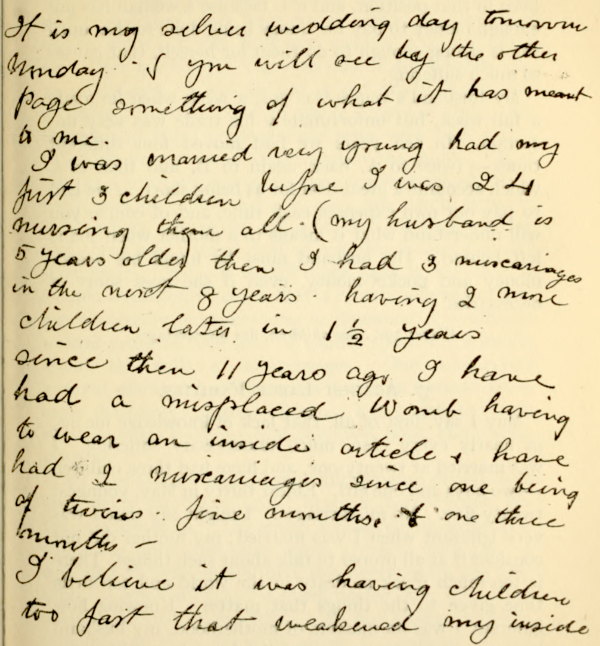 It is my silver wedding day tomorrow
Monday & you will see by the other
page something of what it has meant
to me.
I was married very young had my
first 3 children before I was 24
nursing them all. (my husband is
5 years older) then I had 3 miscariages
in the next 8 years. having 2 more
children later in 1 1/2 years
since then 11 years ago I have
had a misplaced womb having
to wear an inside article & have
had 2 miscariages since one being
of twins. five months. & one three
months –
I believe it was having children
too fast that weakened my inside